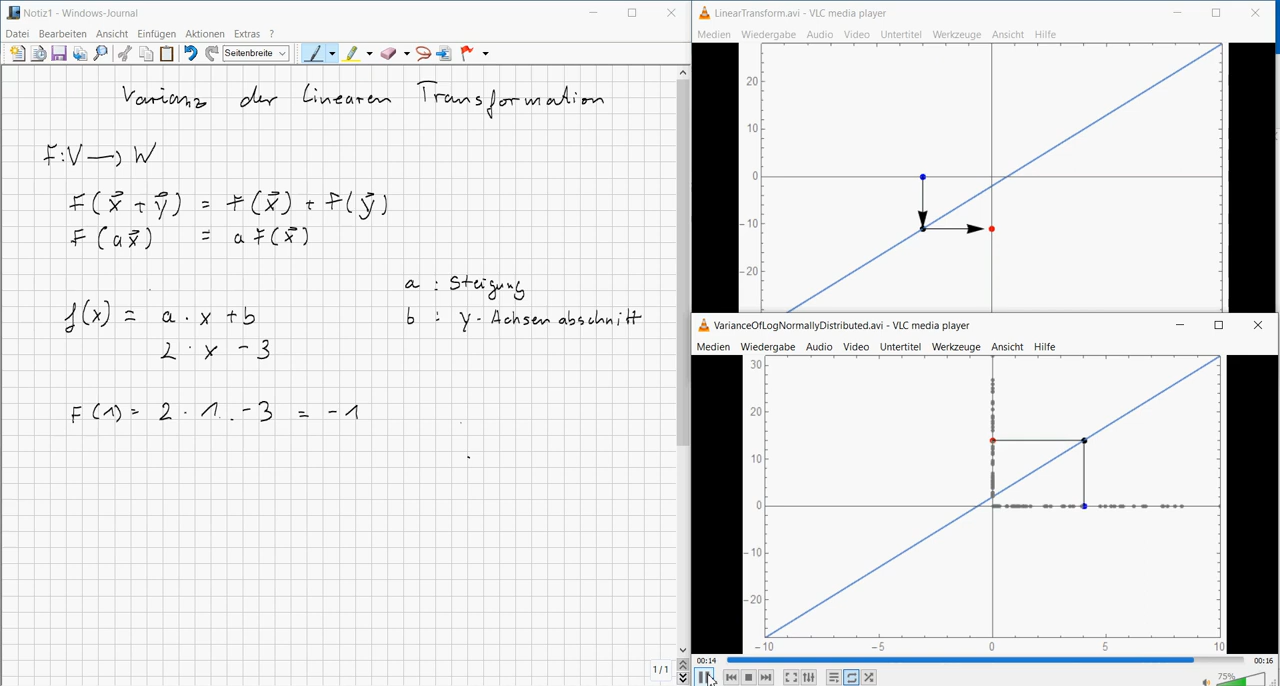 Notiz1 - Windows-Journal
Datei Bearbeiten Ansicht Einfügen Aktionen Extras ?
Seitenbreite
Varianz der Linearen Transformation
F: V → W
F(x⃗ + y⃗) = F(x⃗) + F(y⃗)
F(ax⃗) = a F(x⃗)
a : Steigung
f(x) = a · x + b
b : y-Achsenabschnitt
2 · x - 3
F(1) = 2 · 1 - 3 = -1
1/1
LinearTransform.avi - VLC media player
Medien Wiedergabe Audio Video Untertitel Werkzeuge Ansicht Hilfe
20
10
0
-10
-20
VarianceOfLogNormallyDistributed.avi - VLC media player
Medien Wiedergabe Audio Video Untertitel Werkzeuge Ansicht Hilfe
30
20
10
0
-10
-20
-10 -5 0 5 10
00:14 00:16
75%